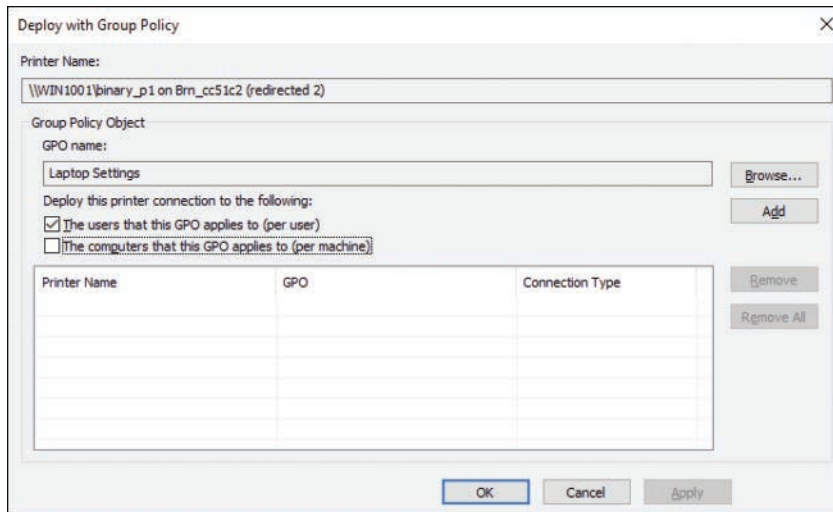 Deploy with Group Policy
Printer Name:
\\WIN1001\binary_p1 on Brn_cc51c2 (redirected 2)
Group Policy Object
GPO name:
Laptop Settings
Browse...
Deploy this printer connection to the following:
Add
The users that this GPO applies to (per user)
The computers that this GPO applies to (per machine)
Printer Name GPO Connection Type
Remove
Remove All
OK Cancel Apply